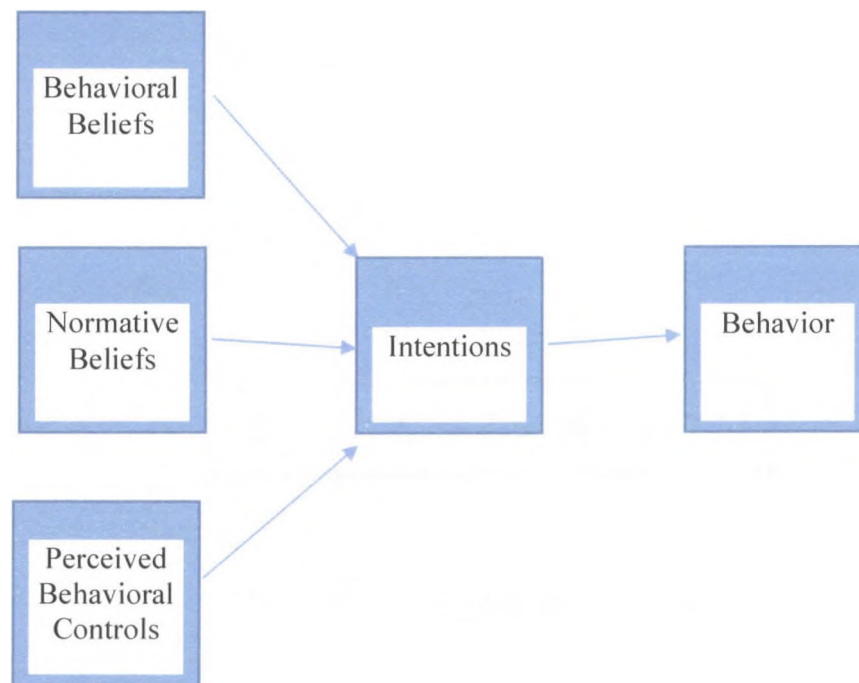 Behavioral
Beliefs
Normative
Beliefs
Perceived
Behavioral
Controls
Intentions
Behavior